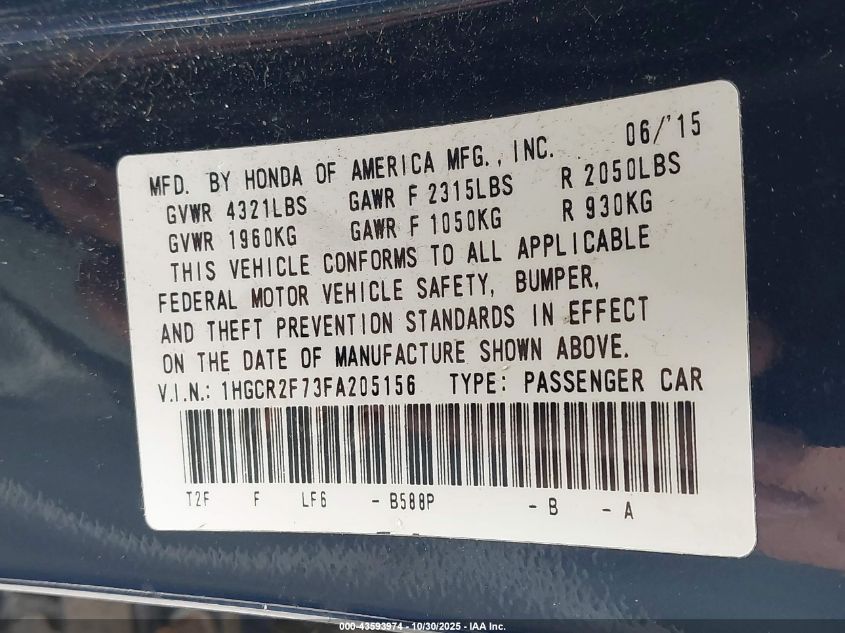 MFD. BY HONDA OF AMERICA MFG., INC. 06/'15
GVWR 4321LBS GAWR F 2315LBS R 2050LBS
GVWR 1960KG GAWR F 1050KG R 930KG
THIS VEHICLE CONFORMS TO ALL APPLICABLE
FEDERAL MOTOR VEHICLE SAFETY, BUMPER,
AND THEFT PREVENTION STANDARDS IN EFFECT
ON THE DATE OF MANUFACTURE SHOWN ABOVE.
V.I.N.: 1HGCR2F73FA205156 TYPE: PASSENGER CAR
T2F F LF6 - B588P - B - A
000-43593974 - 10/30/2025 - IAA Inc.